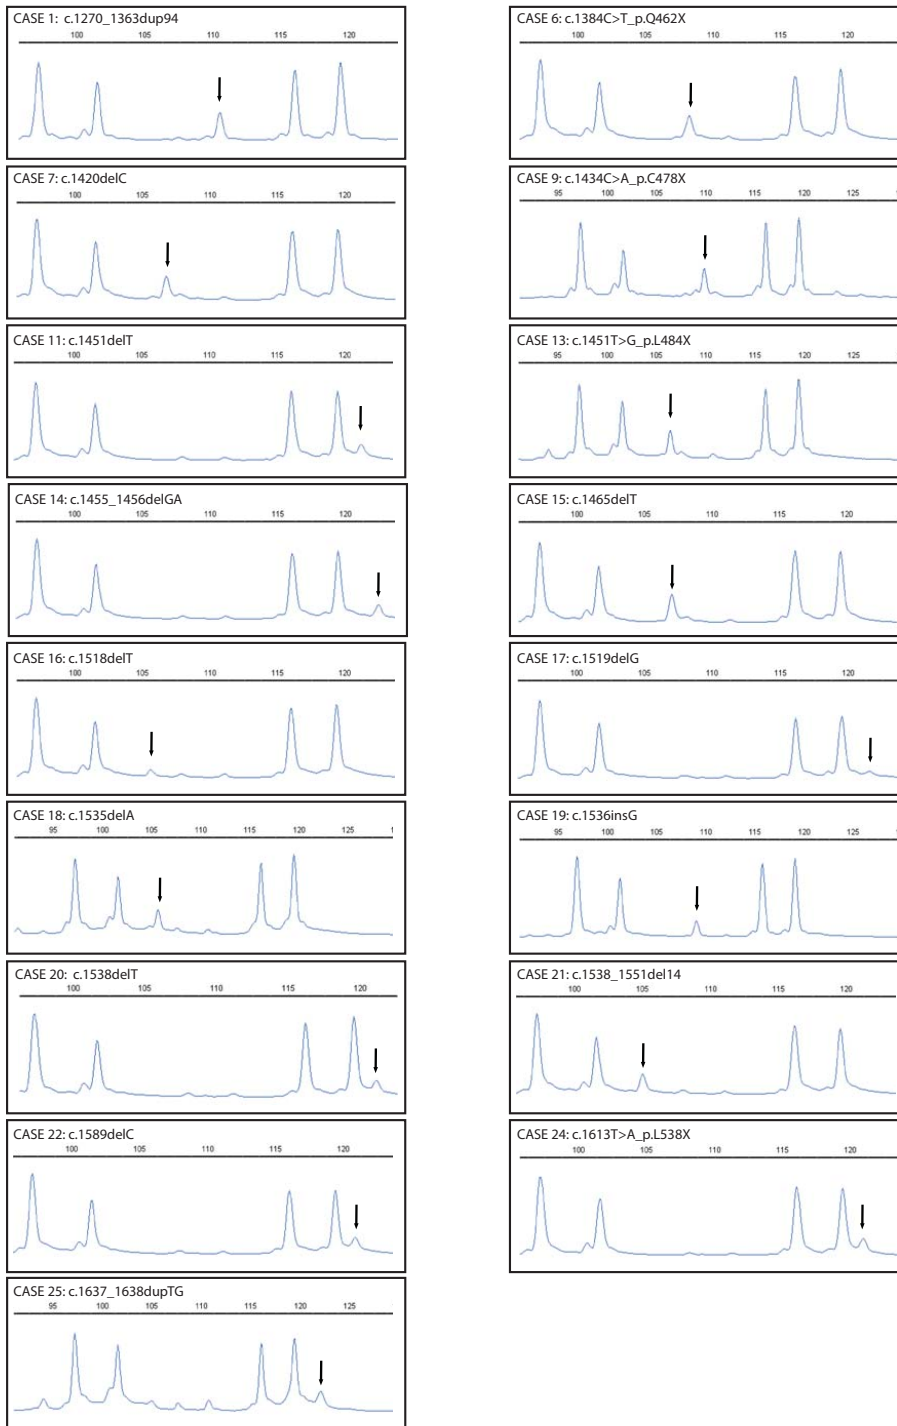 CASE 1: c.1270_1363dup94
100 105 110 115 120
CASE 6: c.1384C>T_p.Q462X
100 105 110 115 120
CASE 7: c.1420delC
100 105 110 115 120
CASE 9: c.1434C>A_p.C478X
95 100 105 110 115 120 125
CASE 11: c.1451delT
100 105 110 115 120
CASE 13: c.1451T>G_p.L484X
95 100 105 110 115 120 125
CASE 14: c.1455_1456delGA
100 105 110 115 120
CASE 15: c.1465delT
100 105 110 115 120
CASE 16: c.1518delT
100 105 110 115 120
CASE 17: c.1519delG
100 105 110 115 120
CASE 18: c.1535delA
95 100 105 110 115 120 125
CASE 19: c.1536insG
95 100 105 110 115 120 125
CASE 20: c.1538delT
100 105 110 115 120
CASE 21: c.1538_1551del14
100 105 110 115 120
CASE 22: c.1589delC
100 105 110 115 120
CASE 24: c.1613T>A_p.L538X
100 105 110 115 120
CASE 25: c.1637_1638dupTG
95 100 105 110 115 120 125